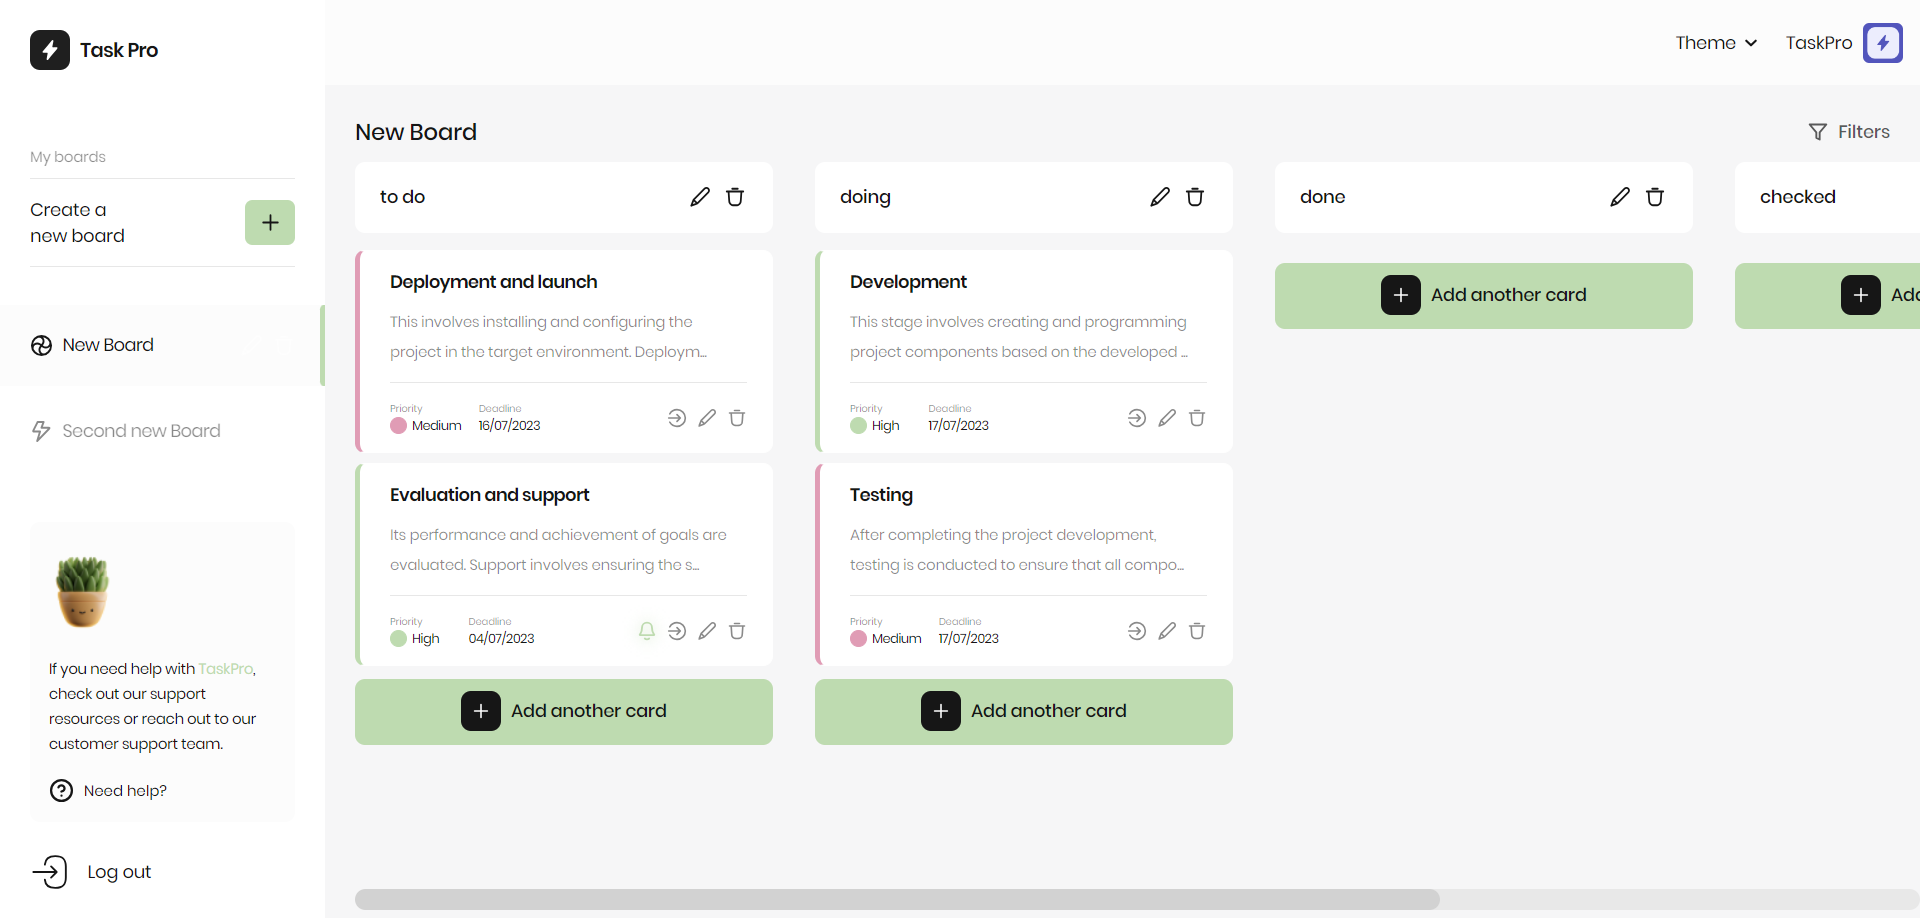 Task Pro
Theme
TaskPro
My boards
Create a
new board
New Board
Second new Board
If you need help with TaskPro,
check out our support
resources or reach out to our
customer support team.
Need help?
Log out
New Board
Filters
to do
Deployment and launch
This involves installing and configuring the
project in the target environment. Deploym...
Priority
Medium
Deadline
16/07/2023
Evaluation and support
Its performance and achievement of goals are
evaluated. Support involves ensuring the s...
Priority
High
Deadline
04/07/2023
Add another card
doing
Development
This stage involves creating and programming
project components based on the developed ...
Priority
High
Deadline
17/07/2023
Testing
After completing the project development,
testing is conducted to ensure that all compo...
Priority
Medium
Deadline
17/07/2023
Add another card
done
Add another card
checked
Add